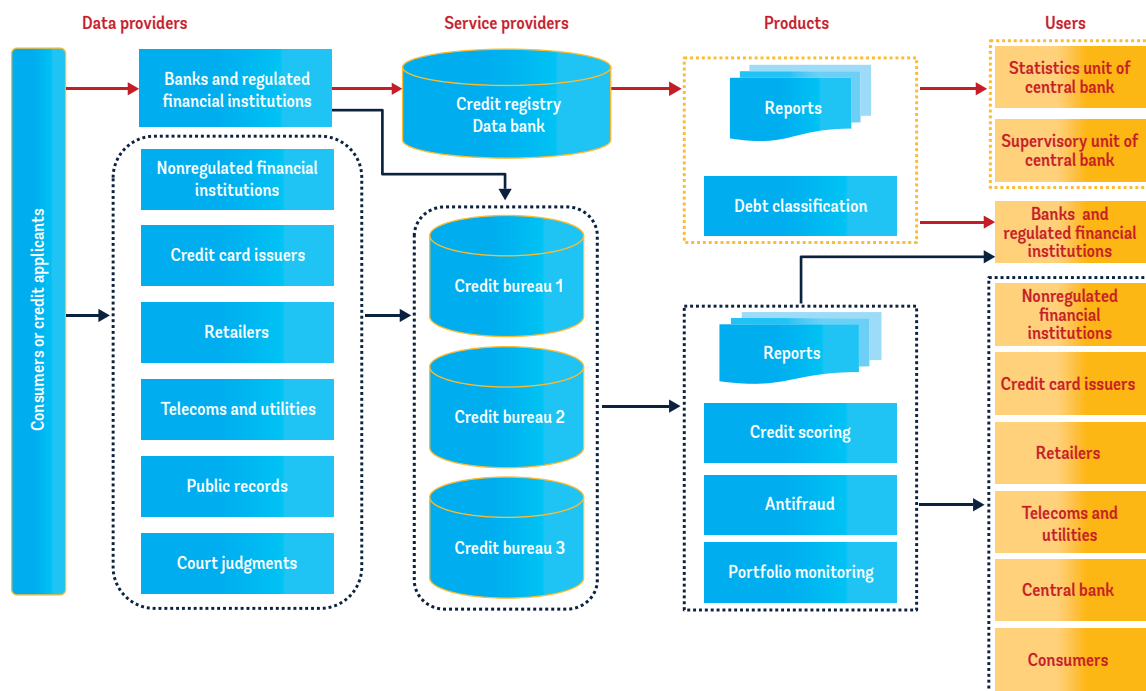 Data providers
Service providers
Products
Users
Consumers or credit applicants
Banks and regulated
financial institutions
Nonregulated financial
institutions
Credit card issuers
Retailers
Telecoms and utilities
Public records
Court judgments
Credit registry
Data bank
Credit bureau 1
Credit bureau 2
Credit bureau 3
Reports
Debt classification
Reports
Credit scoring
Antifraud
Portfolio monitoring
Statistics unit of
central bank
Supervisory unit of
central bank
Banks and
regulated financial
institutions
Nonregulated
financial
institutions
Credit card issuers
Retailers
Telecoms and
utilities
Central bank
Consumers